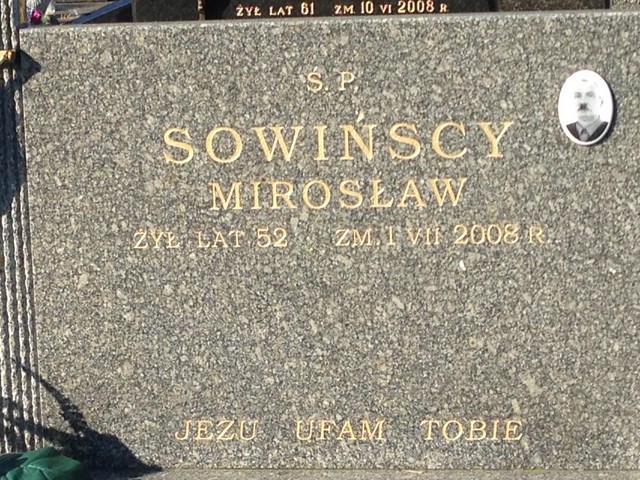 ŻYŁ LAT 61 ZM. 10 VI 2008 R.
Ś.P.
SOWIŃSCY
MIROSŁAW
ŻYŁ LAT 52 ZM. 1 VII 2008 R.
JEZU UFAM TOBIE